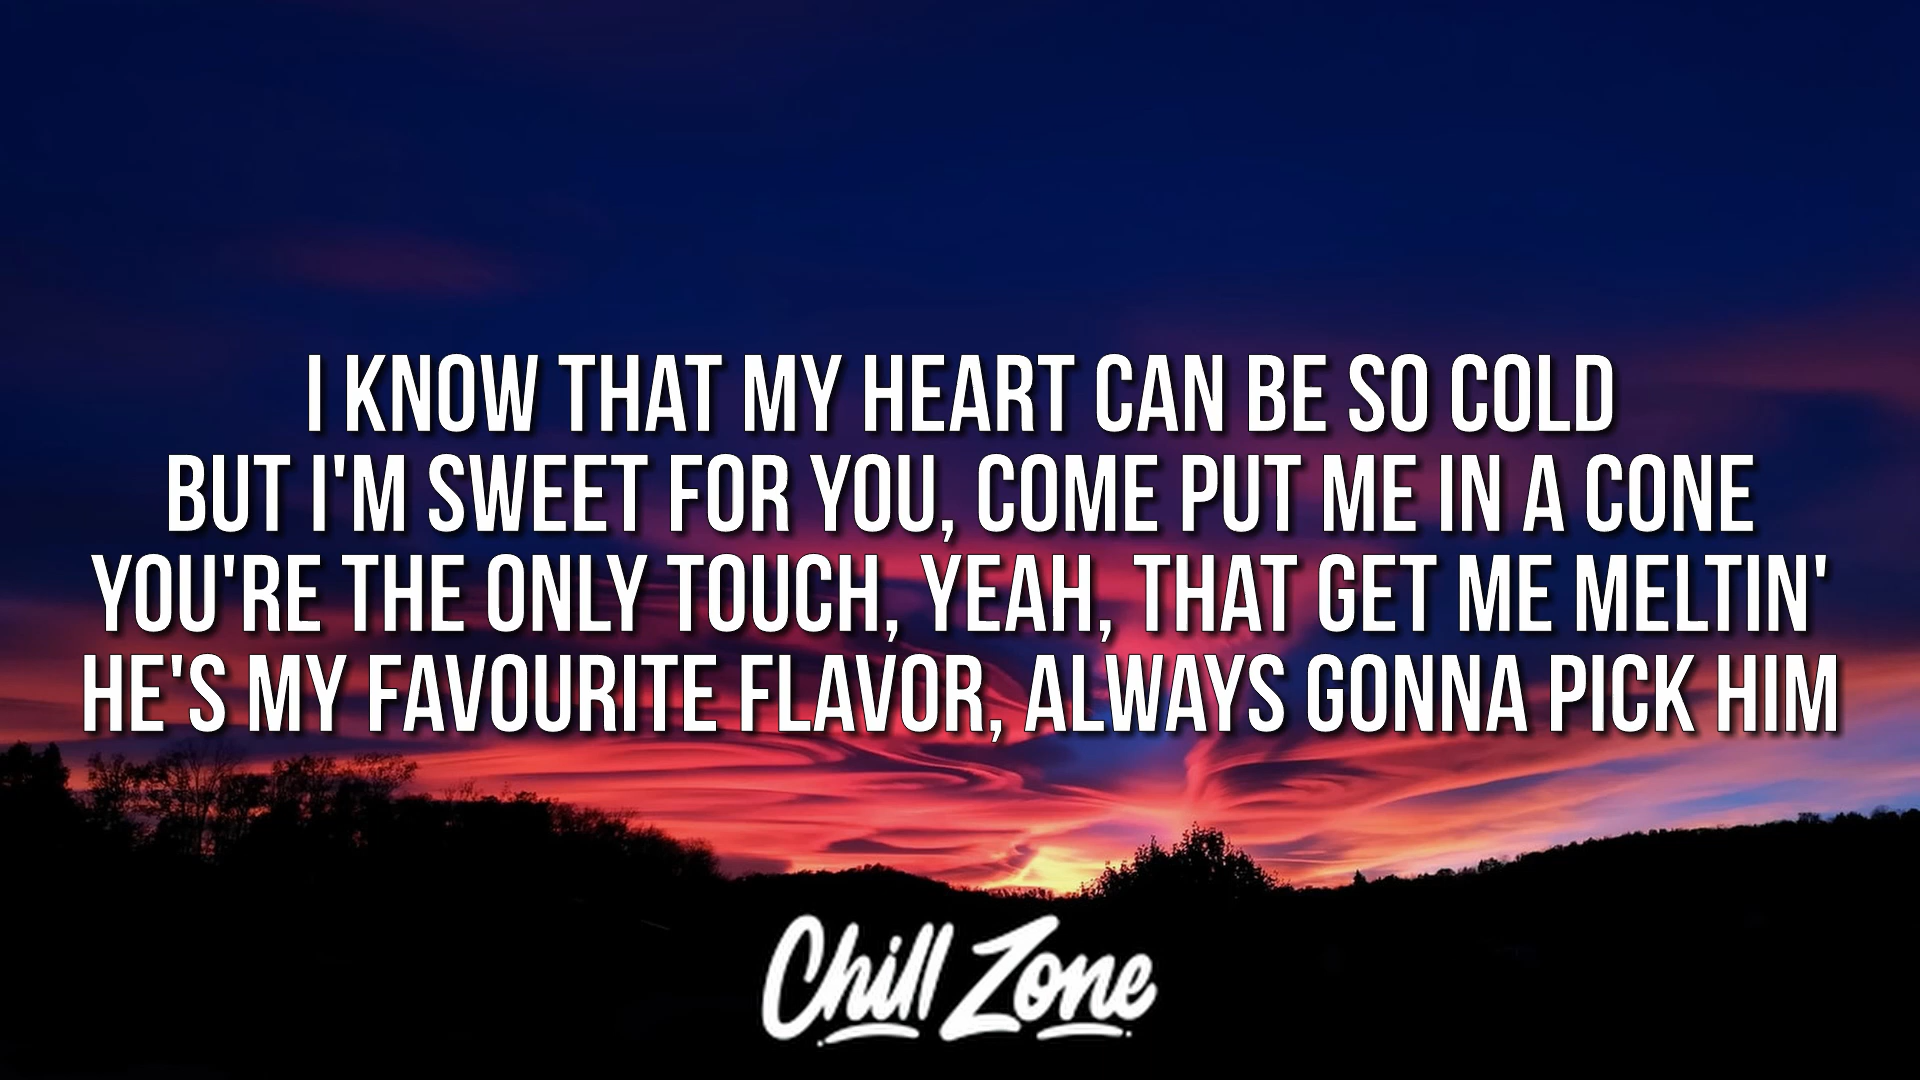 I KNOW THAT MY HEART CAN BE SO COLD
BUT I'M SWEET FOR YOU, COME PUT ME IN A CONE
YOU'RE THE ONLY TOUCH, YEAH, THAT GET ME MELTIN'
HE'S MY FAVOURITE FLAVOR, ALWAYS GONNA PICK HIM
Chill Zone